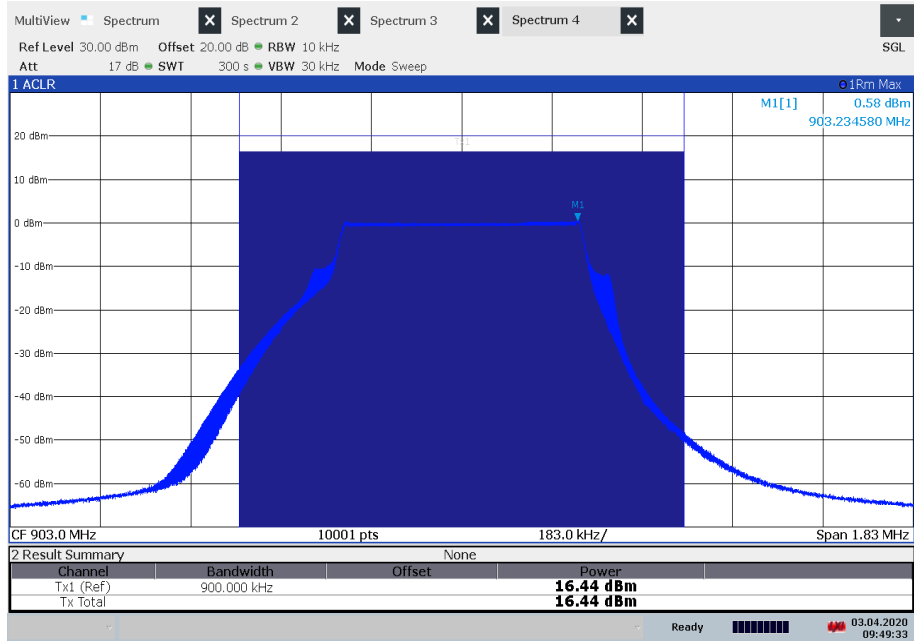 MultiView Spectrum X Spectrum 2 X Spectrum 3 X Spectrum 4 X
Ref Level 30.00 dBm Offset 20.00 dB RBW 10 kHz SGL
Att 17 dB SWT 300 s VBW 30 kHz Mode Sweep
1 ACLR 1Rm Max
M1[1] 0.58 dBm
903.234580 MHz
20 dBm
Tx1
10 dBm
M1
0 dBm
-10 dBm
-20 dBm
-30 dBm
-40 dBm
-50 dBm
-60 dBm
CF 903.0 MHz 10001 pts 183.0 kHz/ Span 1.83 MHz
2 Result Summary None
Channel Bandwidth Offset Power
Tx1 (Ref) 900.000 kHz 16.44 dBm
Tx Total 16.44 dBm
Ready 03.04.2020
09:49:33